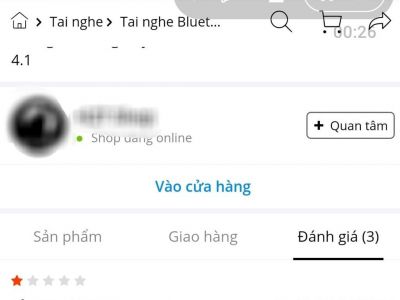 Tai nghe > Tai nghe Bluet...
00:26
4.1
Shop đang online
+ Quan tâm
Vào cửa hàng
Sản phẩm
Giao hàng
Đánh giá (3)